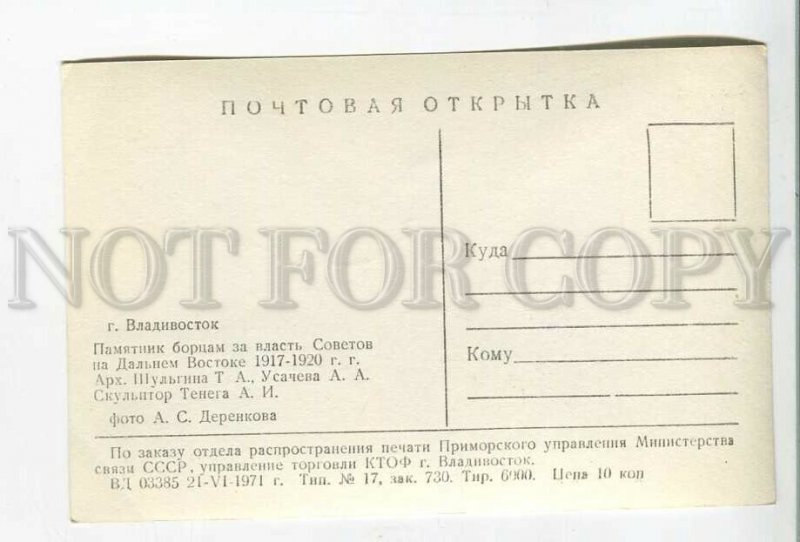 ПОЧТОВАЯ ОТКРЫТКА
NOT FOR COPY
Куда
Кому
г. Владивосток
Памятник борцам за власть Советов
на Дальнем Востоке 1917-1920 г. г.
Арх. Шульгина Т А., Усачева А. А.
Скульптор Тенега А. И.
фото А. С. Деренкова
По заказу отдела распространения печати Приморского управления Министерства
связи СССР, управление торговли КТОФ г. Владивосток.
ВД 03385 21-VI-1971 г. Тип. № 17, зак. 730. Тир. 6000. Цена 10 коп